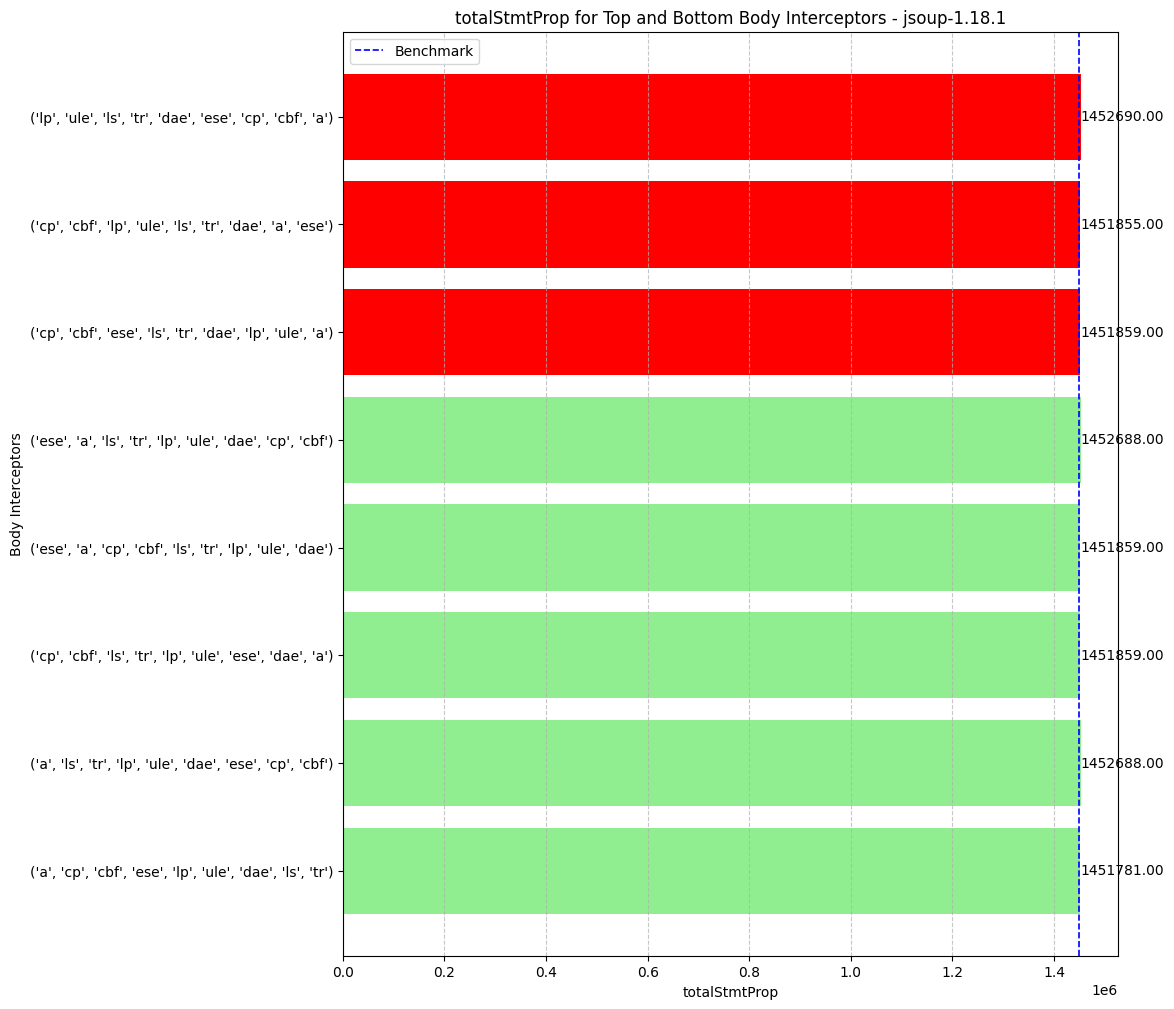 totalStmtProp for Top and Bottom Body Interceptors - jsoup-1.18.1
Benchmark
('lp', 'ule', 'ls', 'tr', 'dae', 'ese', 'cp', 'cbf', 'a')
1452690.00
('cp', 'cbf', 'lp', 'ule', 'ls', 'tr', 'dae', 'a', 'ese')
1451855.00
('cp', 'cbf', 'ese', 'ls', 'tr', 'dae', 'lp', 'ule', 'a')
1451859.00
('ese', 'a', 'ls', 'tr', 'lp', 'ule', 'dae', 'cp', 'cbf')
1452688.00
('ese', 'a', 'cp', 'cbf', 'ls', 'tr', 'lp', 'ule', 'dae')
1451859.00
('cp', 'cbf', 'ls', 'tr', 'lp', 'ule', 'ese', 'dae', 'a')
1451859.00
('a', 'ls', 'tr', 'lp', 'ule', 'dae', 'ese', 'cp', 'cbf')
1452688.00
('a', 'cp', 'cbf', 'ese', 'lp', 'ule', 'dae', 'ls', 'tr')
1451781.00
Body Interceptors
0.0 0.2 0.4 0.6 0.8 1.0 1.2 1.4
1e6
totalStmtProp